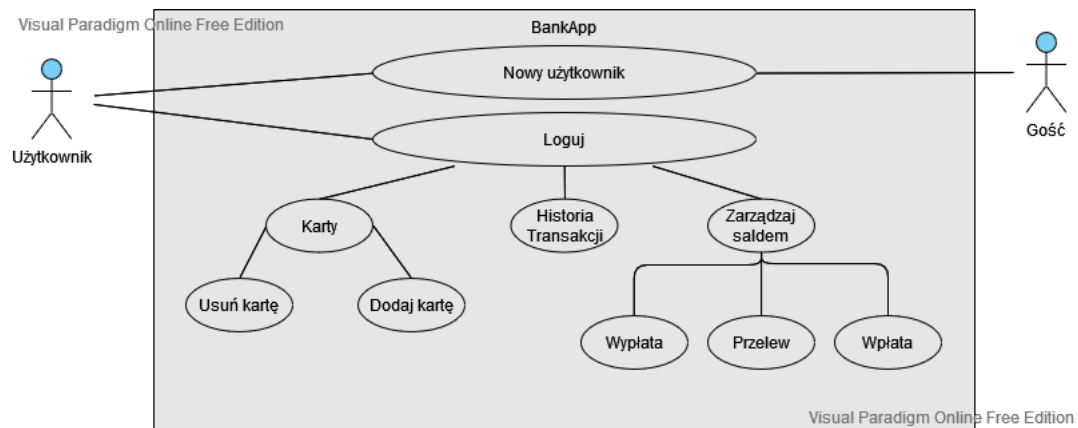 Visual Paradigm Online Free Edition
BankApp
Nowy użytkownik
Użytkownik
Gość
Loguj
Karty
Historia
Transakcji
Zarządzaj
saldem
Usuń kartę
Dodaj kartę
Wypłata
Przelew
Wpłata
Visual Paradigm Online Free Edition